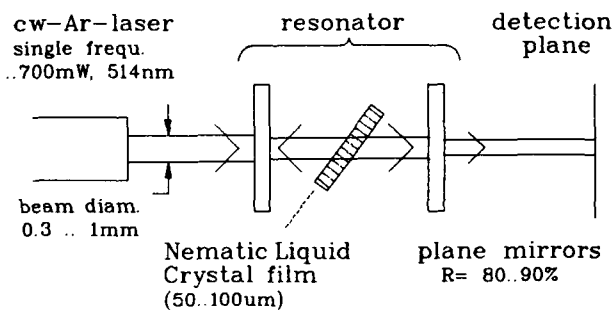 cw-Ar-laser
single frequ.
..700mW, 514nm
resonator
detection
plane
beam diam.
0.3 .. 1mm
Nematic Liquid
Crystal film
(50..100um)
plane mirrors
R= 80..90%